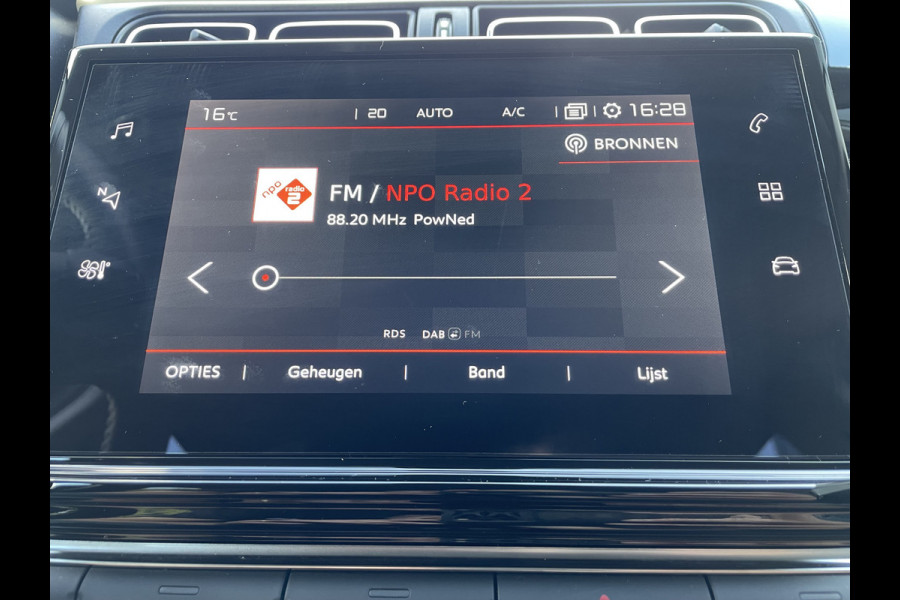 16°C | 20 AUTO A/C | | 16:28
BRONNEN
npo radio 2
FM / NPO Radio 2
88.20 MHz PowNed
N
RDS DAB FM
OPTIES | Geheugen | Band | Lijst